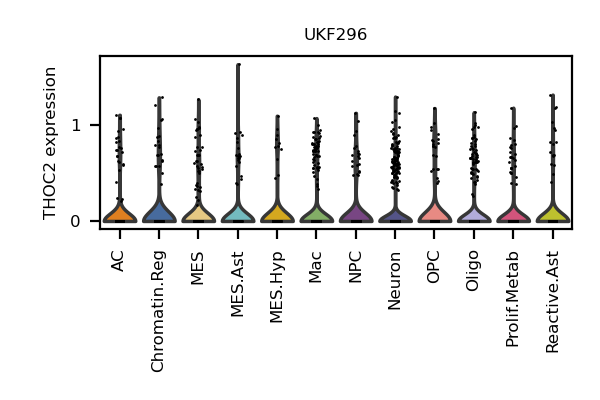 UKF296
THOC2 expression
1
0
AC
Chromatin.Reg
MES
MES.Ast
MES.Hyp
Mac
NPC
Neuron
OPC
Oligo
Prolif.Metab
Reactive.Ast